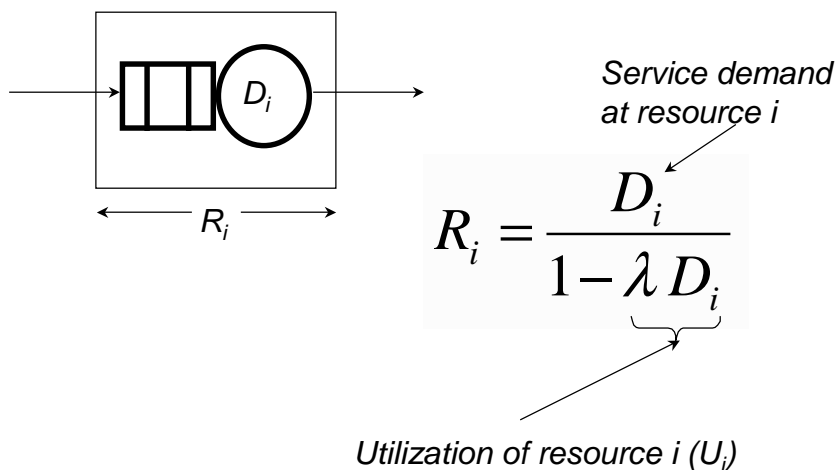 D_i
R_i
Service demand
at resource i
R_i = D_i / (1 − λ D_i)
Utilization of resource i (U_i)